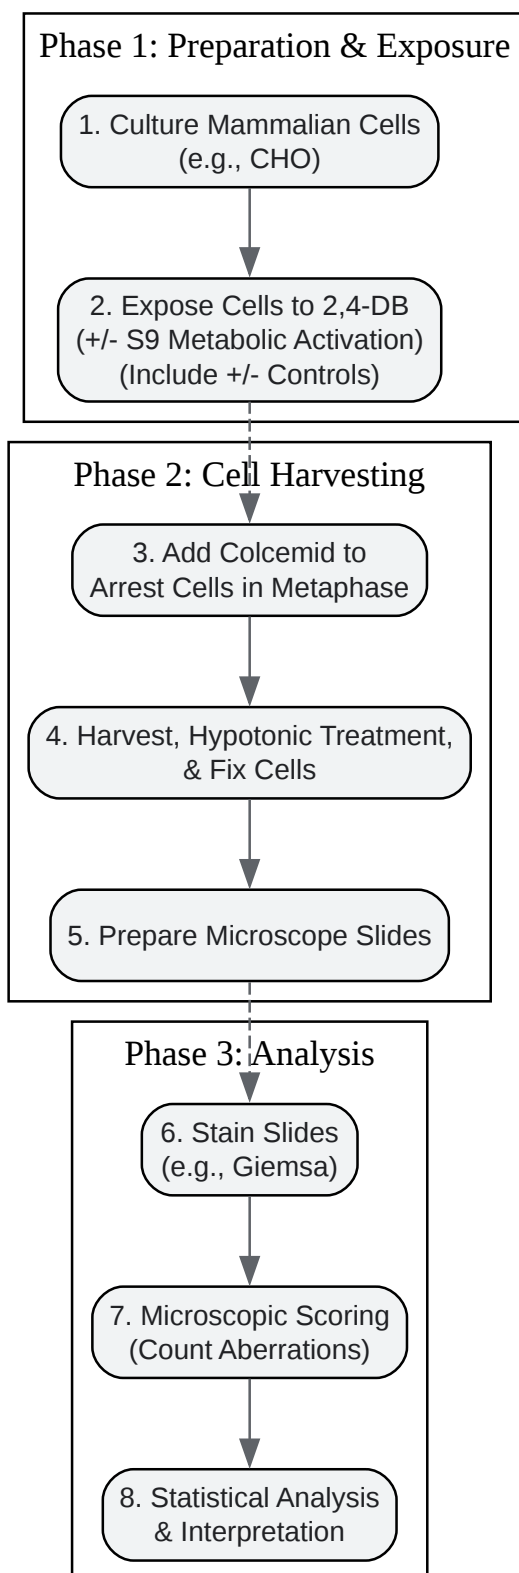 Phase 1: Preparation & Exposure
1. Culture Mammalian Cells
(e.g., CHO)
2. Expose Cells to 2,4-DB
(+/- S9 Metabolic Activation)
(Include +/- Controls)
Phase 2: Cell Harvesting
3. Add Colcemid to
Arrest Cells in Metaphase
4. Harvest, Hypotonic Treatment,
& Fix Cells
5. Prepare Microscope Slides
Phase 3: Analysis
6. Stain Slides
(e.g., Giemsa)
7. Microscopic Scoring
(Count Aberrations)
8. Statistical Analysis
& Interpretation